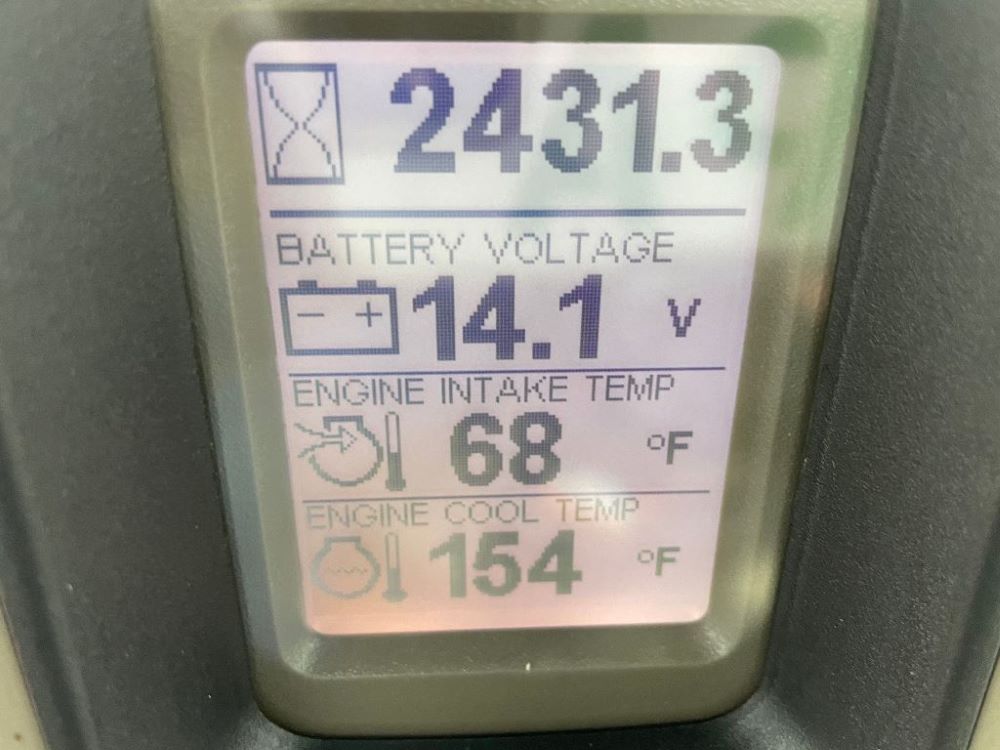 2431.3
BATTERY VOLTAGE
- + 14.1 V
ENGINE INTAKE TEMP
68 °F
ENGINE COOL TEMP
154 °F